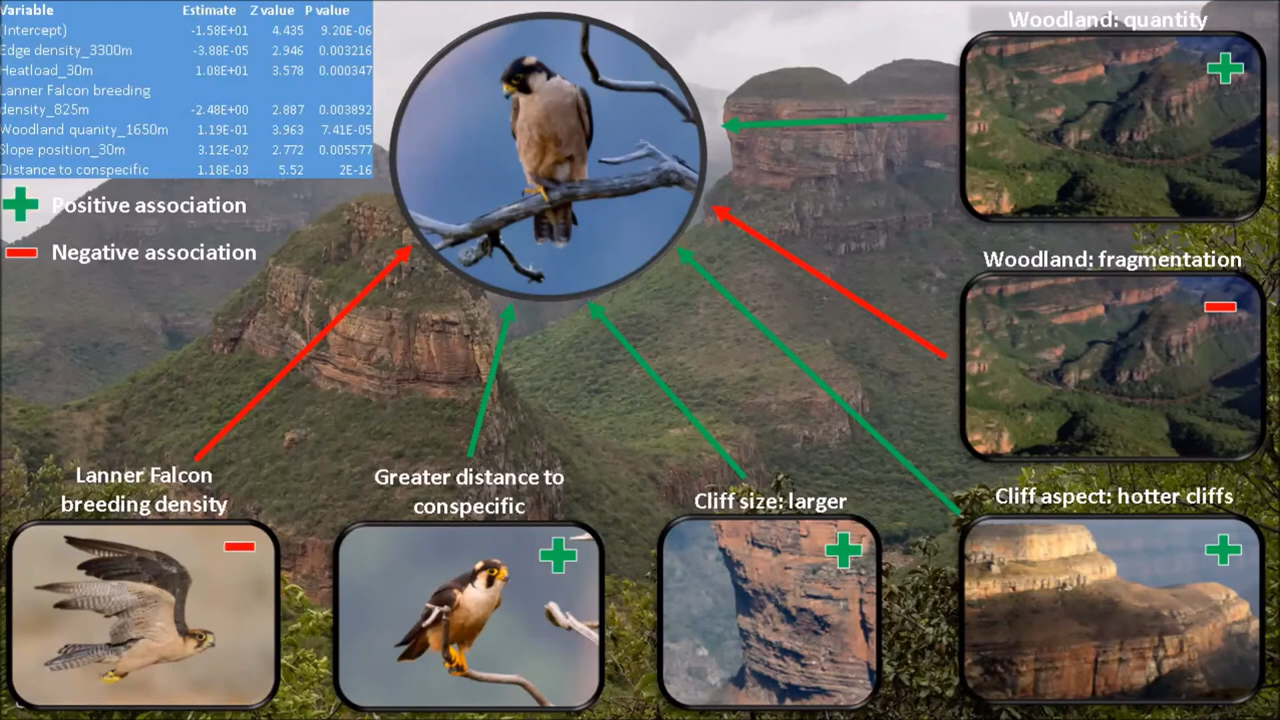 Variable Estimate Z value P value
(Intercept) -1.58E+01 4.435 9.20E-06
Edge density_3300m -3.88E-05 2.946 0.003216
Heatload_30m 1.08E+01 3.578 0.000347
Lanner Falcon breeding
density_825m -2.48E+00 2.887 0.003892
Woodland quanity_1650m 1.19E-01 3.963 7.41E-05
Slope position_30m 3.12E-02 2.772 0.005577
Distance to conspecific 1.18E-03 5.52 2E-16
Positive association
Negative association
Woodland: quantity
Woodland: fragmentation
Lanner Falcon
breeding density
Greater distance to
conspecific
Cliff size: larger
Cliff aspect: hotter cliffs